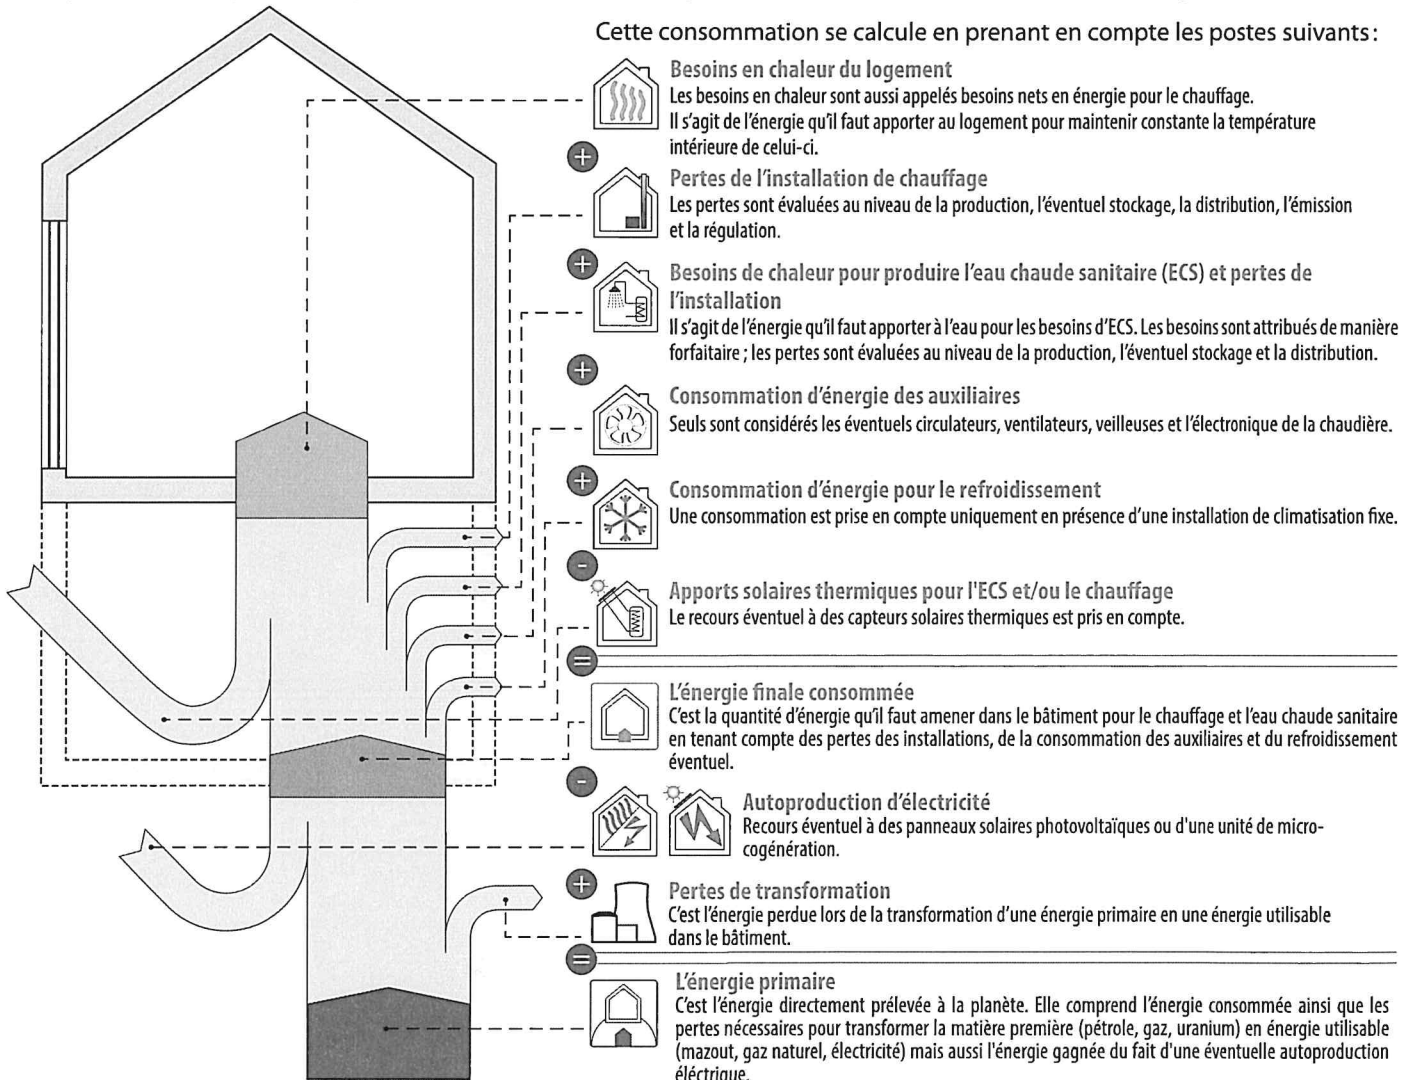 Cette consommation se calcule en prenant en compte les postes suivants :
Besoins en chaleur du logement
Les besoins en chaleur sont aussi appelés besoins nets en énergie pour le chauffage.
Il s'agit de l'énergie qu'il faut apporter au logement pour maintenir constante la température
intérieure de celui-ci.
+
Pertes de l'installation de chauffage
Les pertes sont évaluées au niveau de la production, l'éventuel stockage, la distribution, l'émission
et la régulation.
+
Besoins de chaleur pour produire l'eau chaude sanitaire (ECS) et pertes de
l'installation
Il s'agit de l'énergie qu'il faut apporter à l'eau pour les besoins d'ECS. Les besoins sont attribués de manière
forfaitaire ; les pertes sont évaluées au niveau de la production, l'éventuel stockage et la distribution.
+
Consommation d'énergie des auxiliaires
Seuls sont considérés les éventuels circulateurs, ventilateurs, veilleuses et l'électronique de la chaudière.
+
Consommation d'énergie pour le refroidissement
Une consommation est prise en compte uniquement en présence d'une installation de climatisation fixe.
-
Apports solaires thermiques pour l'ECS et/ou le chauffage
Le recours éventuel à des capteurs solaires thermiques est pris en compte.
=
L'énergie finale consommée
C'est la quantité d'énergie qu'il faut amener dans le bâtiment pour le chauffage et l'eau chaude sanitaire
en tenant compte des pertes des installations, de la consommation des auxiliaires et du refroidissement
éventuel.
-
Autoproduction d'électricité
Recours éventuel à des panneaux solaires photovoltaïques ou d'une unité de micro-
cogénération.
+
Pertes de transformation
C'est l'énergie perdue lors de la transformation d'une énergie primaire en une énergie utilisable
dans le bâtiment.
=
L'énergie primaire
C'est l'énergie directement prélevée à la planète. Elle comprend l'énergie consommée ainsi que les
pertes nécessaires pour transformer la matière première (pétrole, gaz, uranium) en énergie utilisable
(mazout, gaz naturel, électricité) mais aussi l'énergie gagnée du fait d'une éventuelle autoproduction
éléctrique.